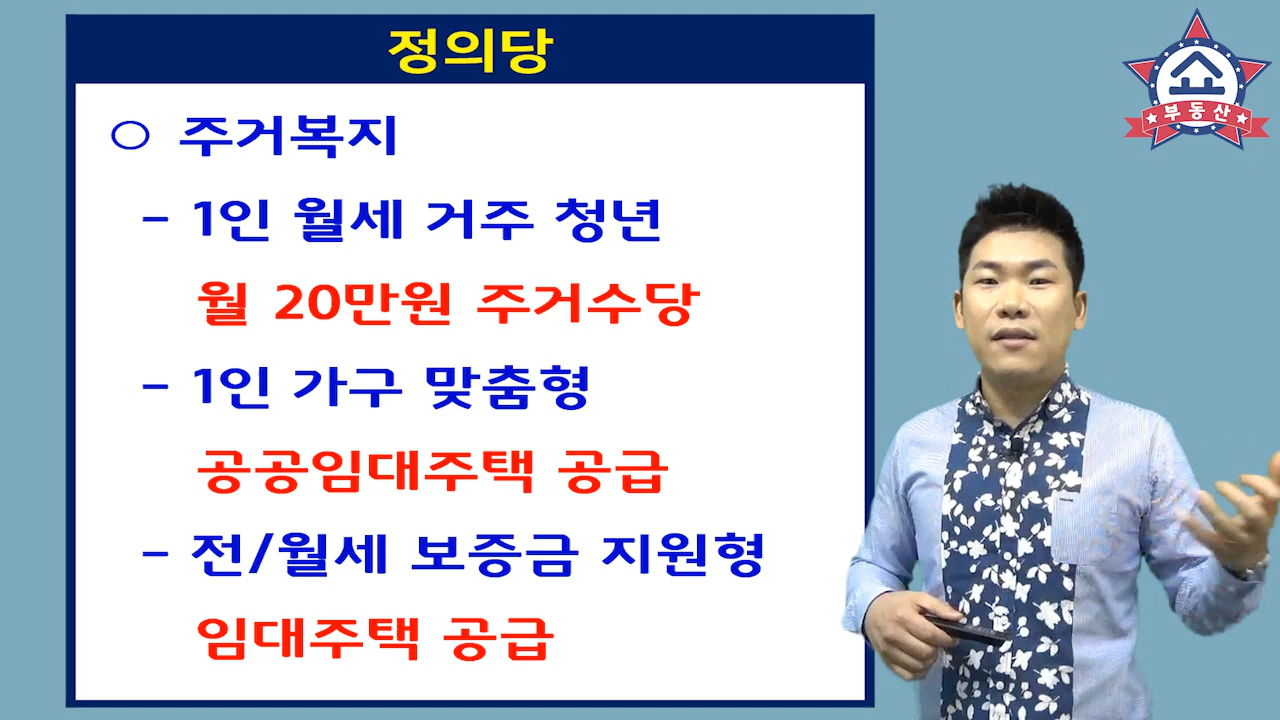 정의당
○ 주거복지
- 1인 월세 거주 청년
월 20만원 주거수당
- 1인 가구 맞춤형
공공임대주택 공급
- 전/월세 보증금 지원형
임대주택 공급
쇼
부동산